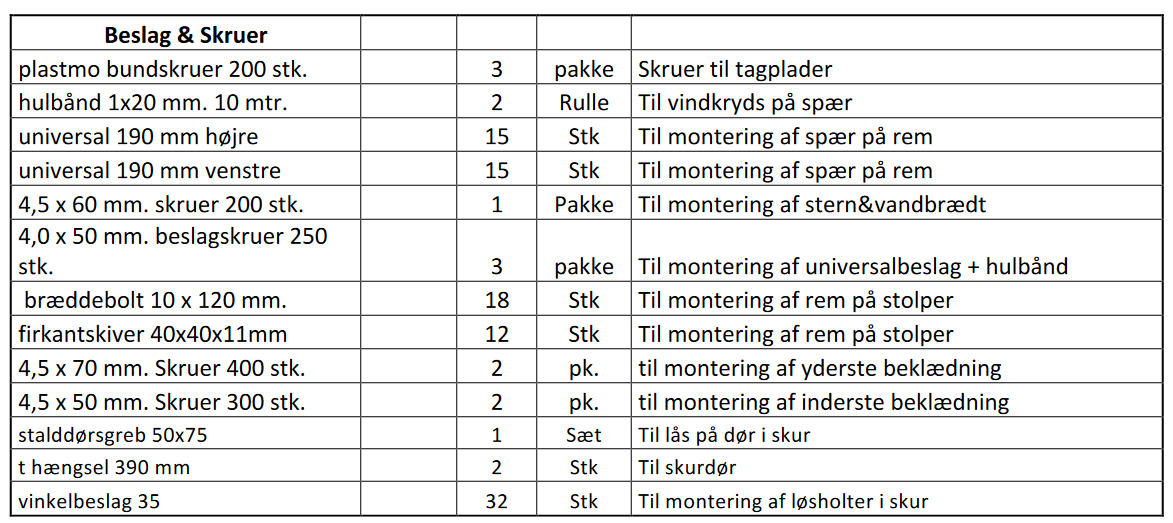 Beslag & Skruer
plastmo bundskruer 200 stk. 3 pakke Skruer til tagplader
hulbånd 1x20 mm. 10 mtr. 2 Rulle Til vindkryds på spær
universal 190 mm højre 15 Stk Til montering af spær på rem
universal 190 mm venstre 15 Stk Til montering af spær på rem
4,5 x 60 mm. skruer 200 stk. 1 Pakke Til montering af stern&vandbrædt
4,0 x 50 mm. beslagskruer 250
stk. 3 pakke Til montering af universalbeslag + hulbånd
bræddebolt 10 x 120 mm. 18 Stk Til montering af rem på stolper
firkantskiver 40x40x11mm 12 Stk Til montering af rem på stolper
4,5 x 70 mm. Skruer 400 stk. 2 pk. til montering af yderste beklædning
4,5 x 50 mm. Skruer 300 stk. 2 pk. til montering af inderste beklædning
stalddørsgreb 50x75 1 Sæt Til lås på dør i skur
t hængsel 390 mm 2 Stk Til skurdør
vinkelbeslag 35 32 Stk Til montering af løsholter i skur